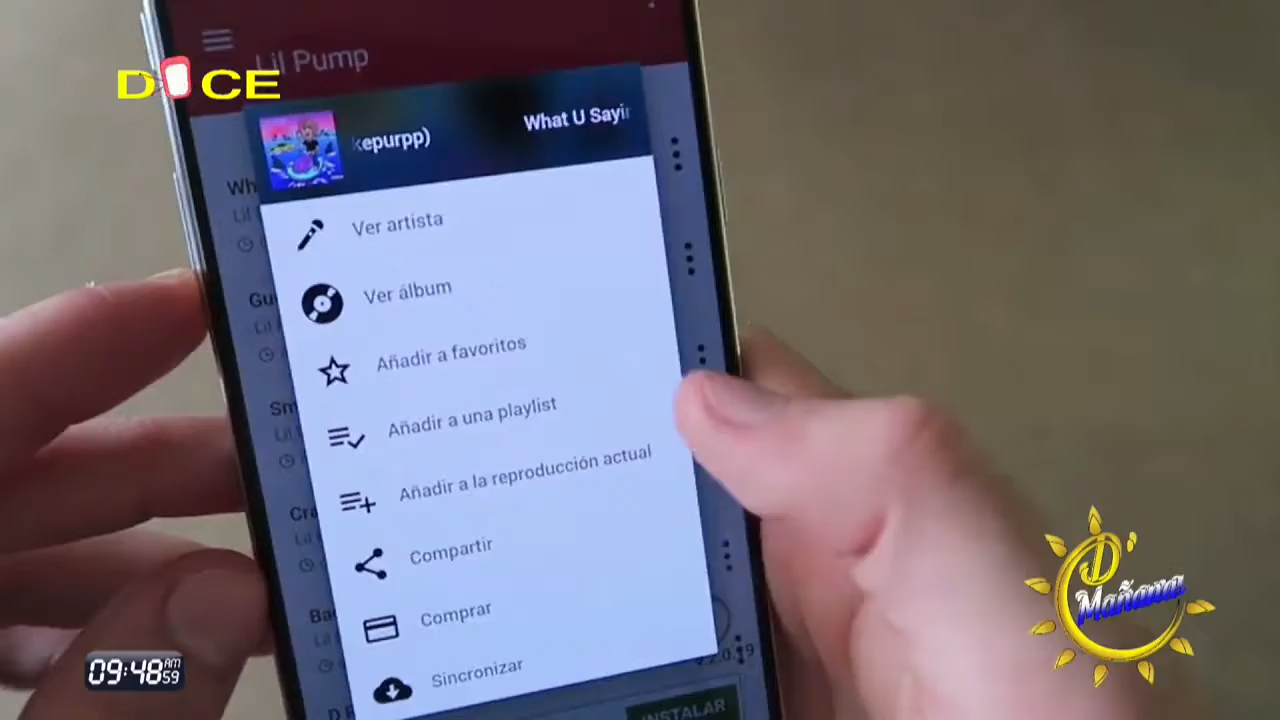 Lil Pump
DOCE
kepurpp)
What U Sayi
Ver artista
Ver álbum
Añadir a favoritos
Añadir a una playlist
Añadir a la reproducción actual
Compartir
Comprar
Sincronizar
INSTALAR
D Mañana
09:48 AM 59